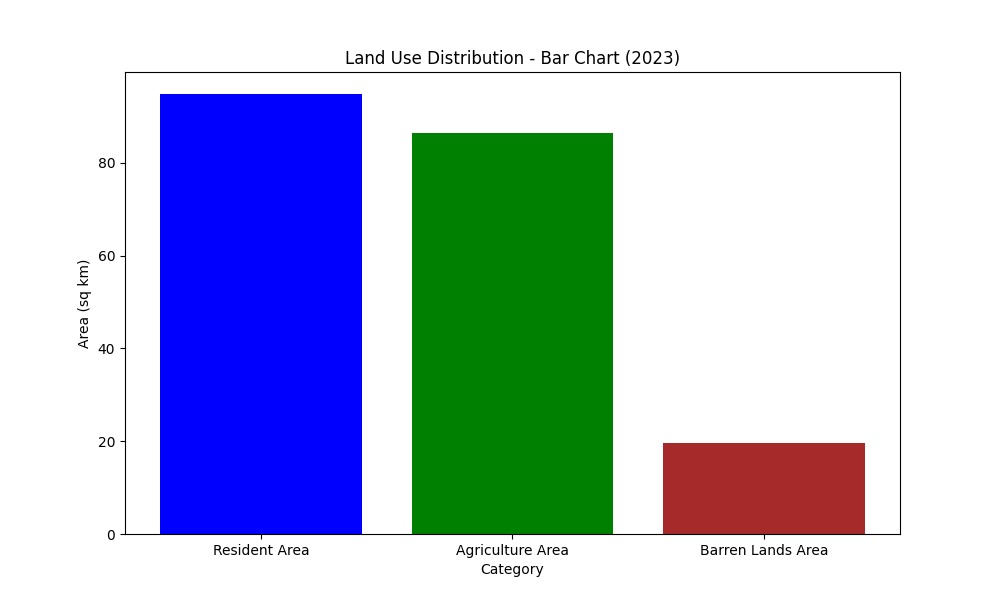 Land Use Distribution - Bar Chart (2023)
Area (sq km)
80
60
40
20
0
Resident Area
Agriculture Area
Barren Lands Area
Category